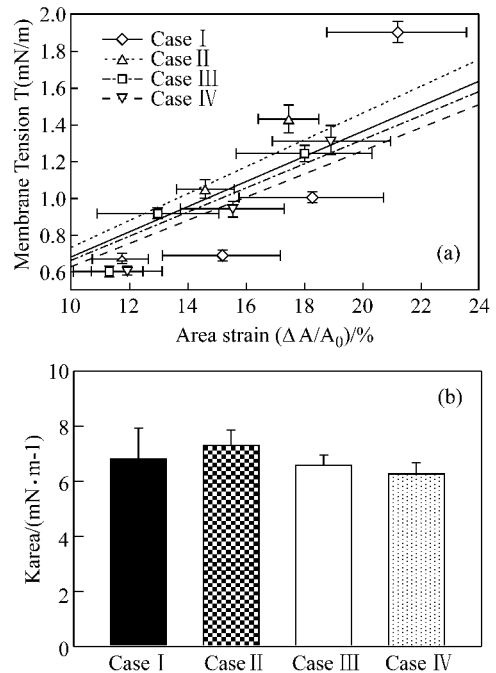 2.0
1.8
1.6
1.4
1.2
1.0
0.8
0.6
Membrane Tension T(mN/m)
Case Ⅰ
Case Ⅱ
Case Ⅲ
Case Ⅳ
(a)
10 12 14 16 18 20 22 24
Area strain (ΔA/A0)/%
10
8
6
4
2
0
Karea/(mN·m-1)
(b)
Case Ⅰ Case Ⅱ Case Ⅲ Case Ⅳ